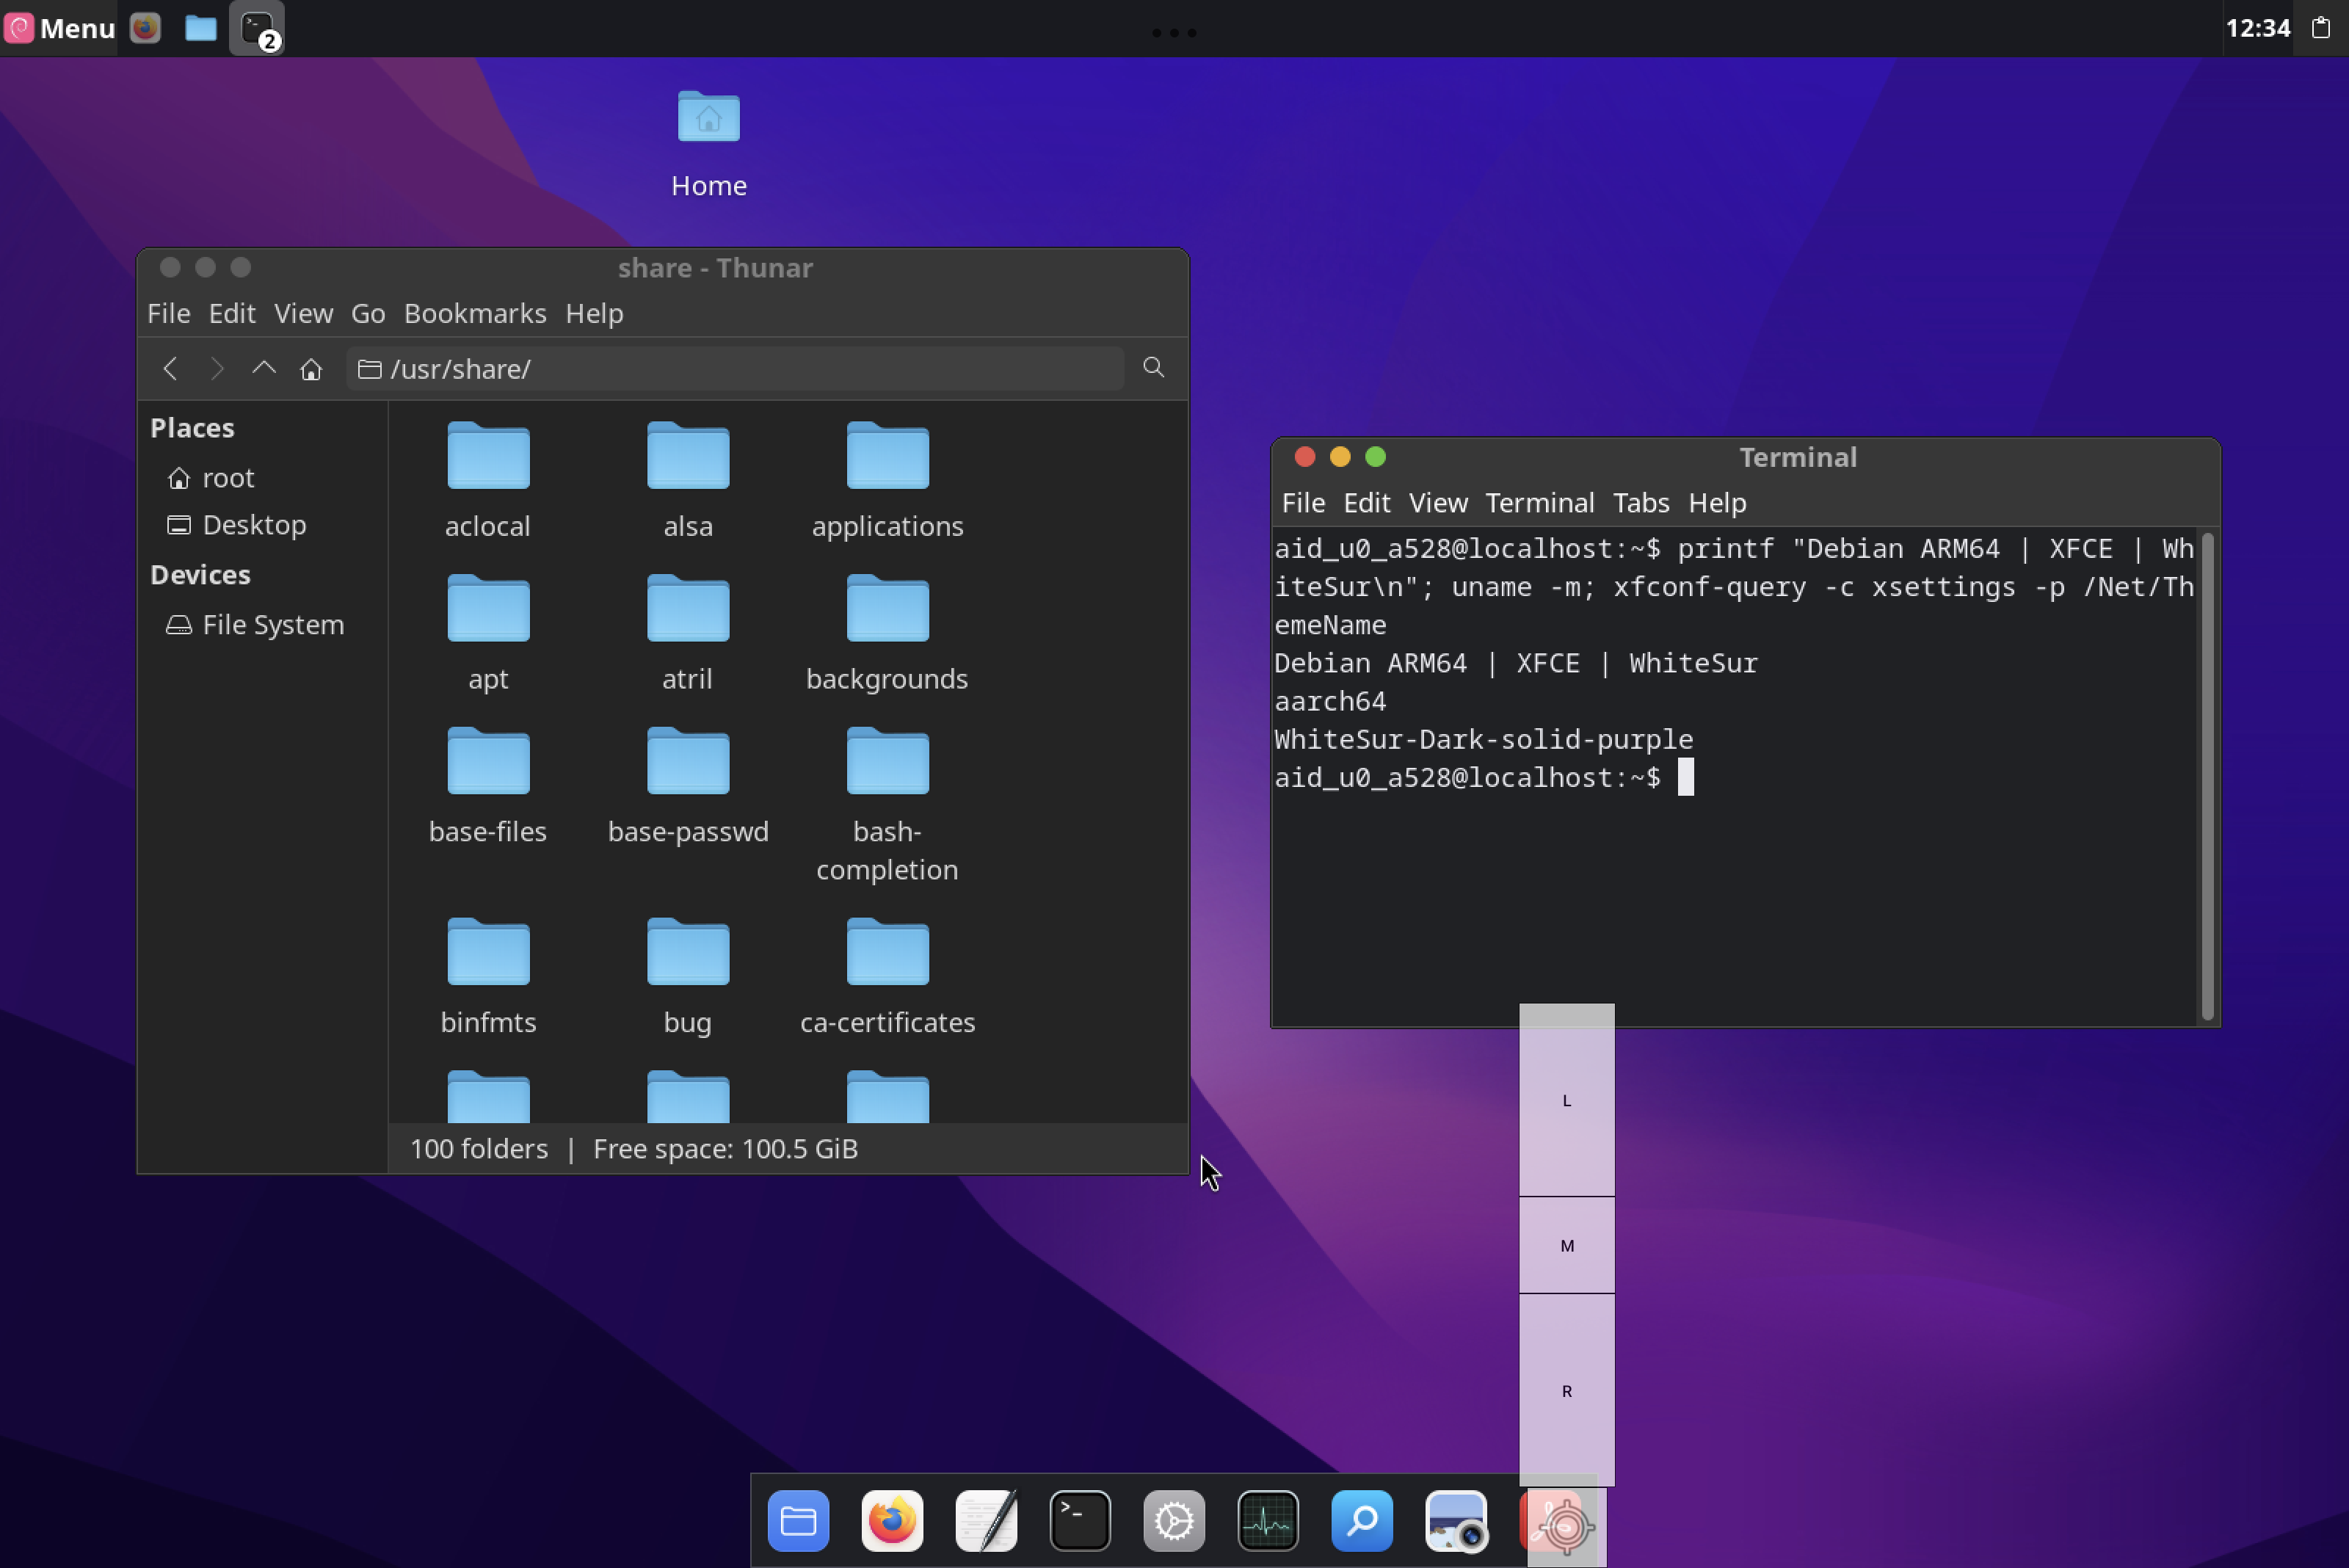 Menu
2
12:34
Home
share - Thunar
File Edit View Go Bookmarks Help
/usr/share/
Places
root
Desktop
Devices
File System
aclocal alsa applications
apt atril backgrounds
base-files base-passwd bash-
completion
binfmts bug ca-certificates
100 folders | Free space: 100.5 GiB
Terminal
File Edit View Terminal Tabs Help
aid_u0_a528@localhost:~$ printf "Debian ARM64 | XFCE | Wh
iteSur\n"; uname -m; xfconf-query -c xsettings -p /Net/Th
emeName
Debian ARM64 | XFCE | WhiteSur
aarch64
WhiteSur-Dark-solid-purple
aid_u0_a528@localhost:~$
L
M
R